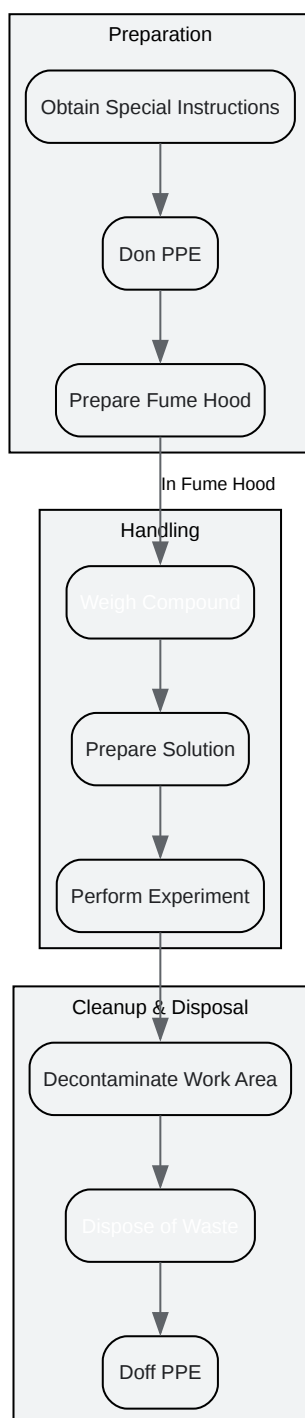 Preparation
Obtain Special Instructions
Don PPE
Prepare Fume Hood
In Fume Hood
Handling
Weigh Compound
Prepare Solution
Perform Experiment
Cleanup & Disposal
Decontaminate Work Area
Dispose of Waste
Doff PPE